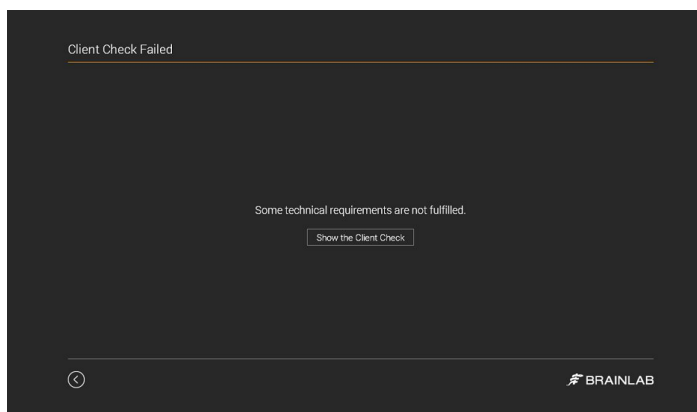 Client Check Failed
Some technical requirements are not fulfilled.
Show the Client Check
BRAINLAB